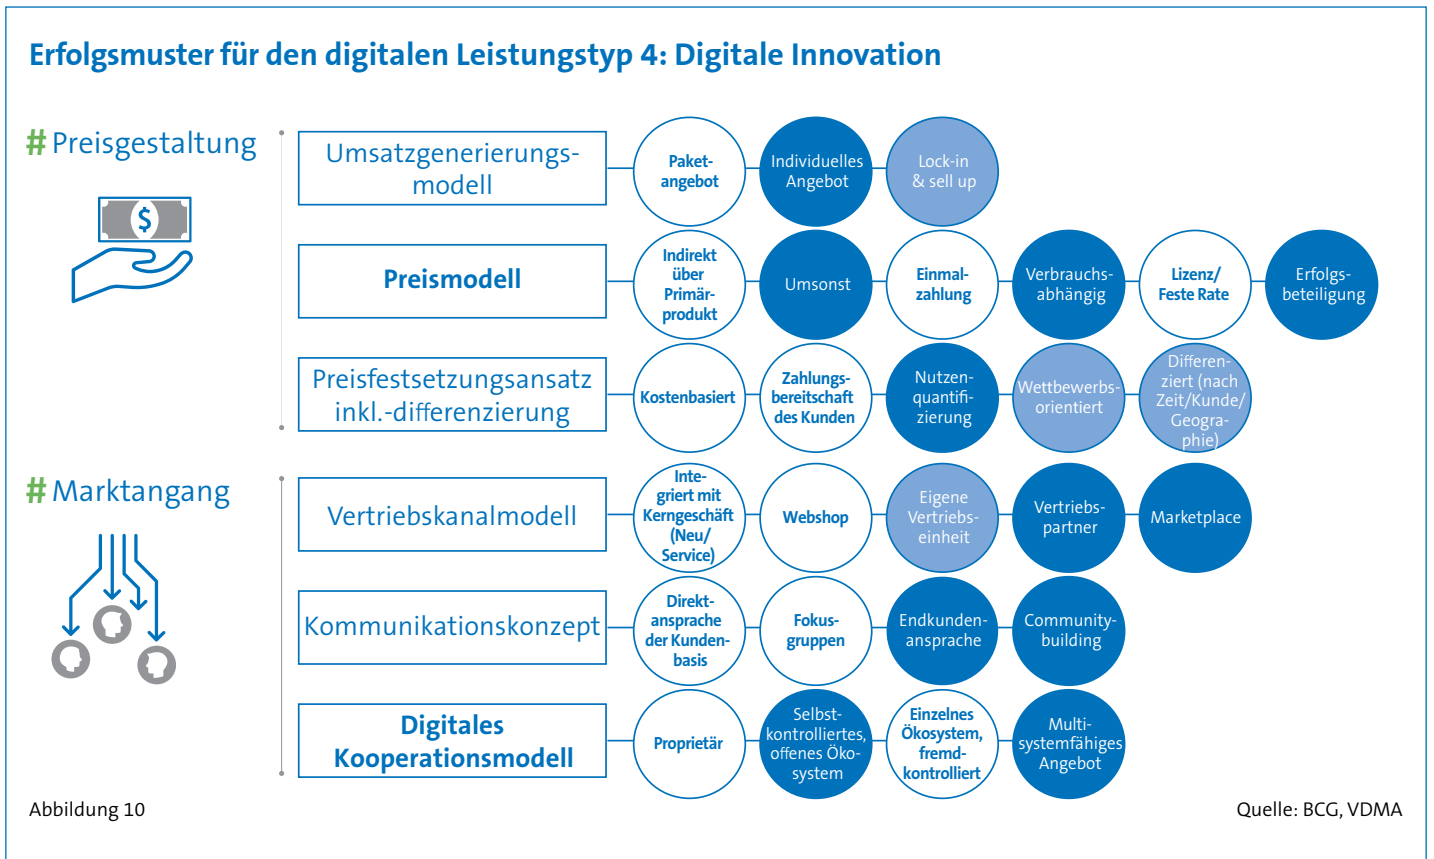 Erfolgsmuster für den digitalen Leistungstyp 4: Digitale Innovation
# Preisgestaltung
$
Umsatzgenerierungs-
modell
Paket-
angebot
Individuelles
Angebot
Lock-in
& sell up
Preismodell
Indirekt
über
Primär-
produkt
Umsonst
Einmal-
zahlung
Verbrauchs-
abhängig
Lizenz/
Feste Rate
Erfolgs-
beteiligung
Preisfestsetzungsansatz
inkl.-differenzierung
Kostenbasiert
Zahlungs-
bereitschaft
des Kunden
Nutzen-
quantifi-
zierung
Wettbewerbs-
orientiert
Differen-
ziert (nach
Zeit/Kunde/
Geogra-
phie)
# Marktangang
Vertriebskanalmodell
Inte-
griert mit
Kerngeschäft
(Neu/
Service)
Webshop
Eigene
Vertriebs-
einheit
Vertriebs-
partner
Marketplace
Kommunikationskonzept
Direkt-
ansprache
der Kunden-
basis
Fokus-
gruppen
Endkunden-
ansprache
Community-
building
Digitales
Kooperationsmodell
Proprietär
Selbst-
kontrolliertes,
offenes Öko-
system
Einzelnes
Ökosystem,
fremd-
kontrolliert
Multi-
systemfähiges
Angebot
Abbildung 10
Quelle: BCG, VDMA